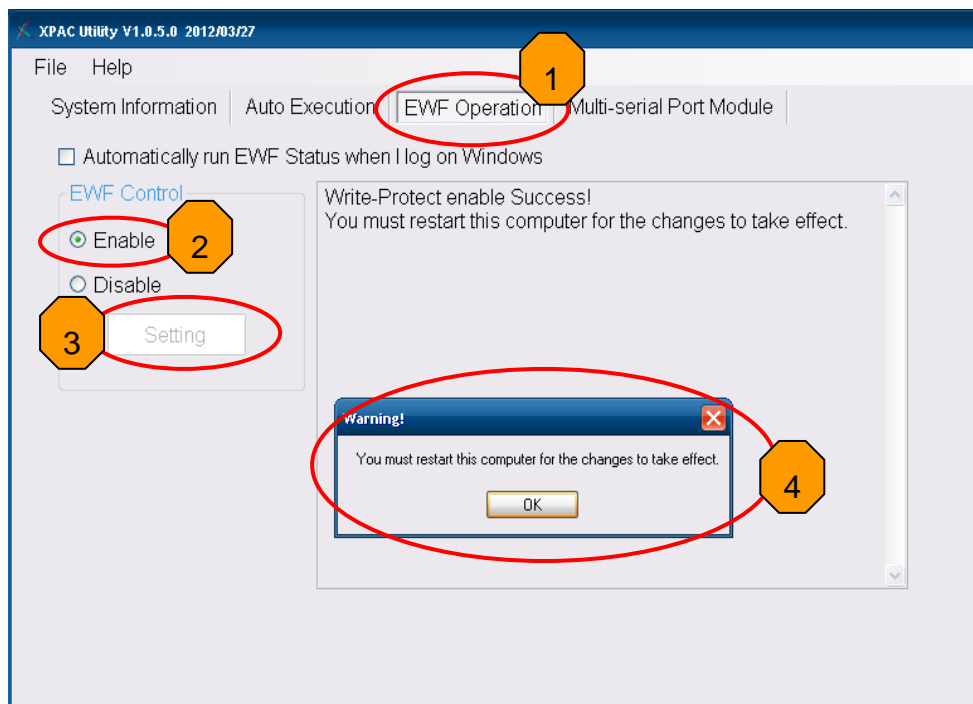 XPAC Utility V1.0.5.0 2012/03/27
File Help
1
System Information Auto Execution EWF Operation Multi-serial Port Module
Automatically run EWF Status when I log on Windows
EWF Control
Enable
2
Disable
3
Setting
Write-Protect enable Success!
You must restart this computer for the changes to take effect.
Warning!
You must restart this computer for the changes to take effect.
OK
4